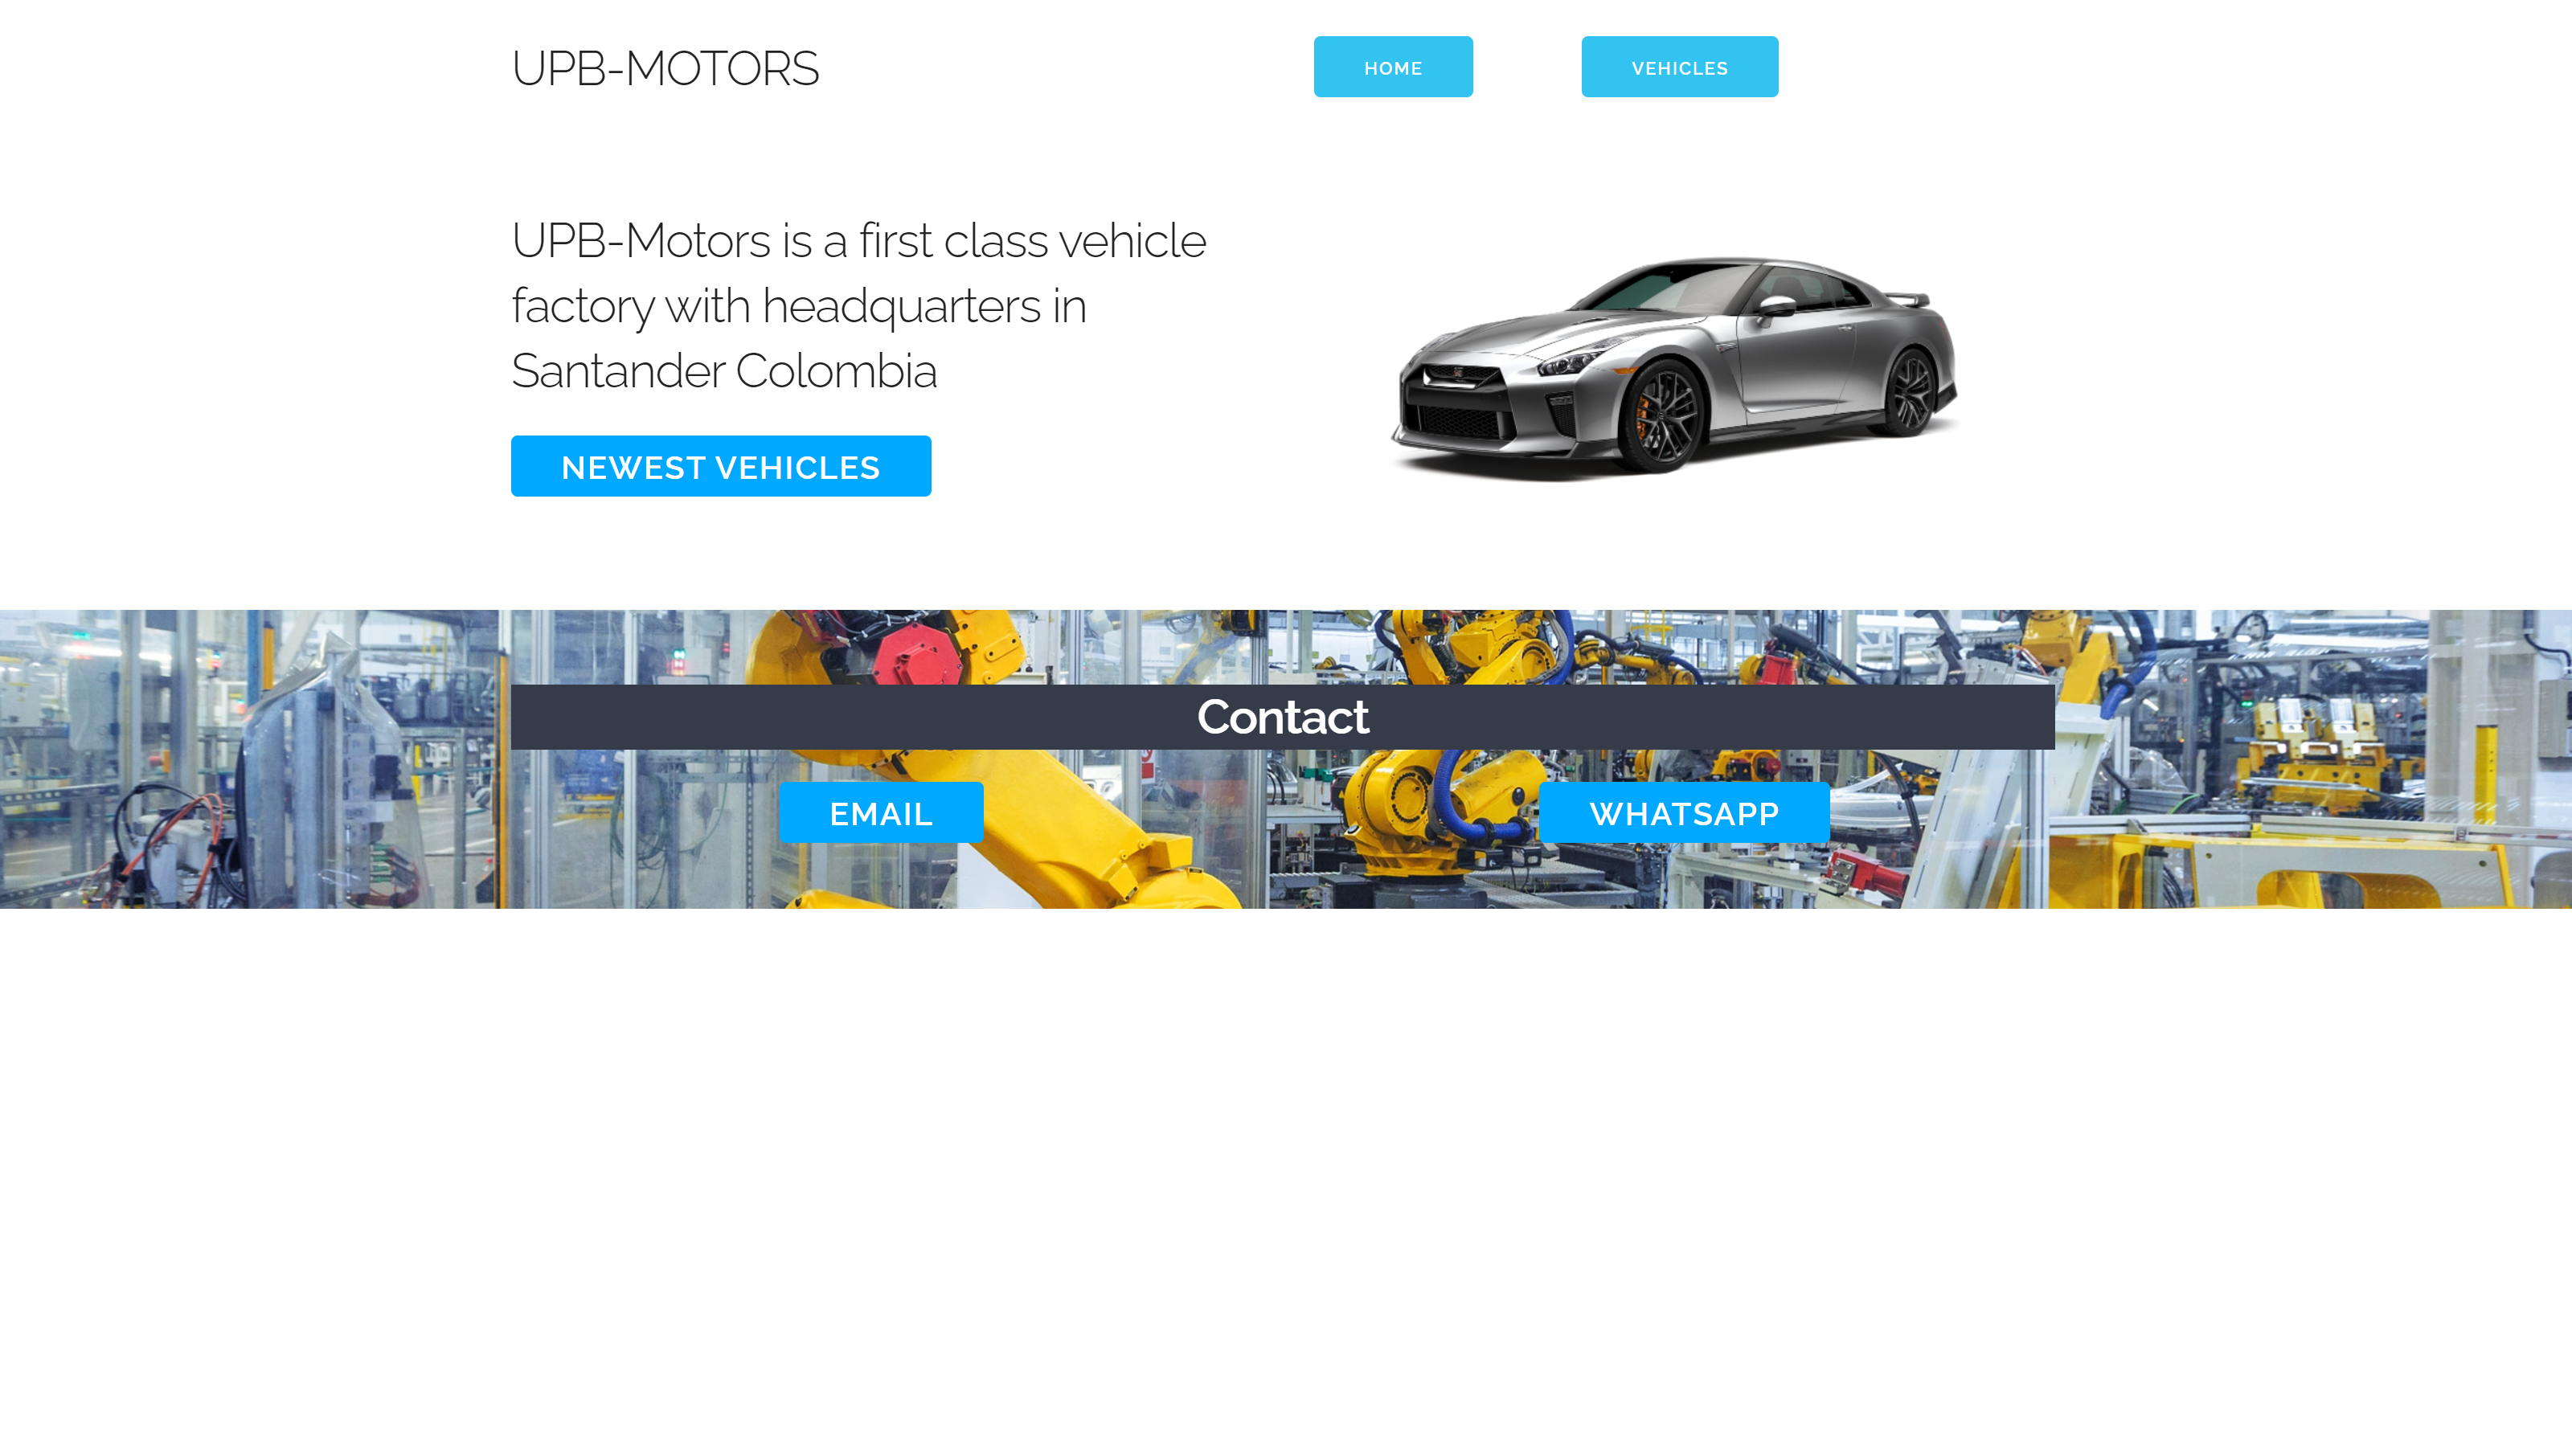 UPB-MOTORS
HOME
VEHICLES
UPB-Motors is a first class vehicle
factory with headquarters in
Santander Colombia
NEWEST VEHICLES
Contact
EMAIL
WHATSAPP